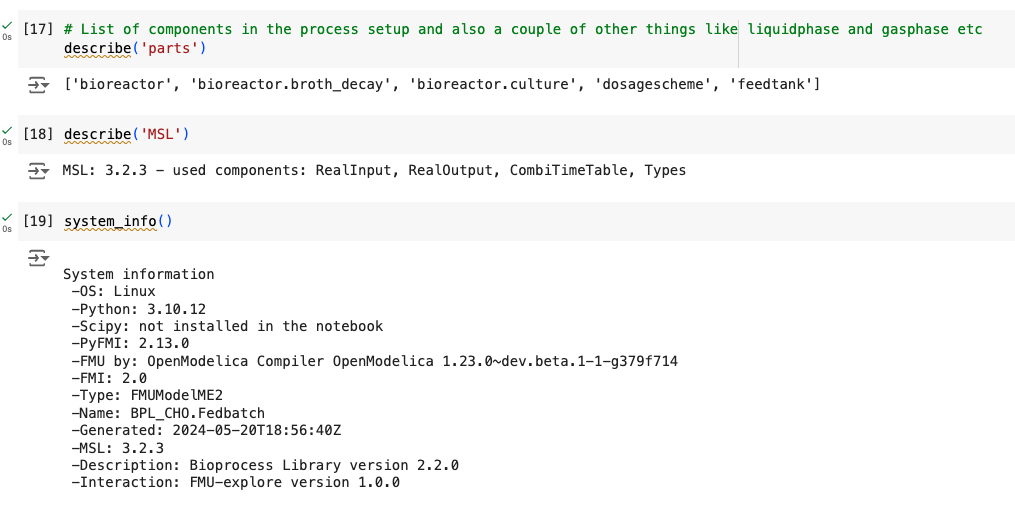 [17] # List of components in the process setup and also a couple of other things like liquidphase and gasphase etc
0s
describe('parts')
['bioreactor', 'bioreactor.broth_decay', 'bioreactor.culture', 'dosagescheme', 'feedtank']
[18] describe('MSL')
0s
MSL: 3.2.3 – used components: RealInput, RealOutput, CombiTimeTable, Types
[19] system_info()
0s
System information
–OS: Linux
–Python: 3.10.12
–Scipy: not installed in the notebook
–PyFMI: 2.13.0
–FMU by: OpenModelica Compiler OpenModelica 1.23.0~dev.beta.1–1–g379f714
–FMI: 2.0
–Type: FMUModelME2
–Name: BPL_CHO.Fedbatch
–Generated: 2024–05–20T18:56:40Z
–MSL: 3.2.3
–Description: Bioprocess Library version 2.2.0
–Interaction: FMU–explore version 1.0.0